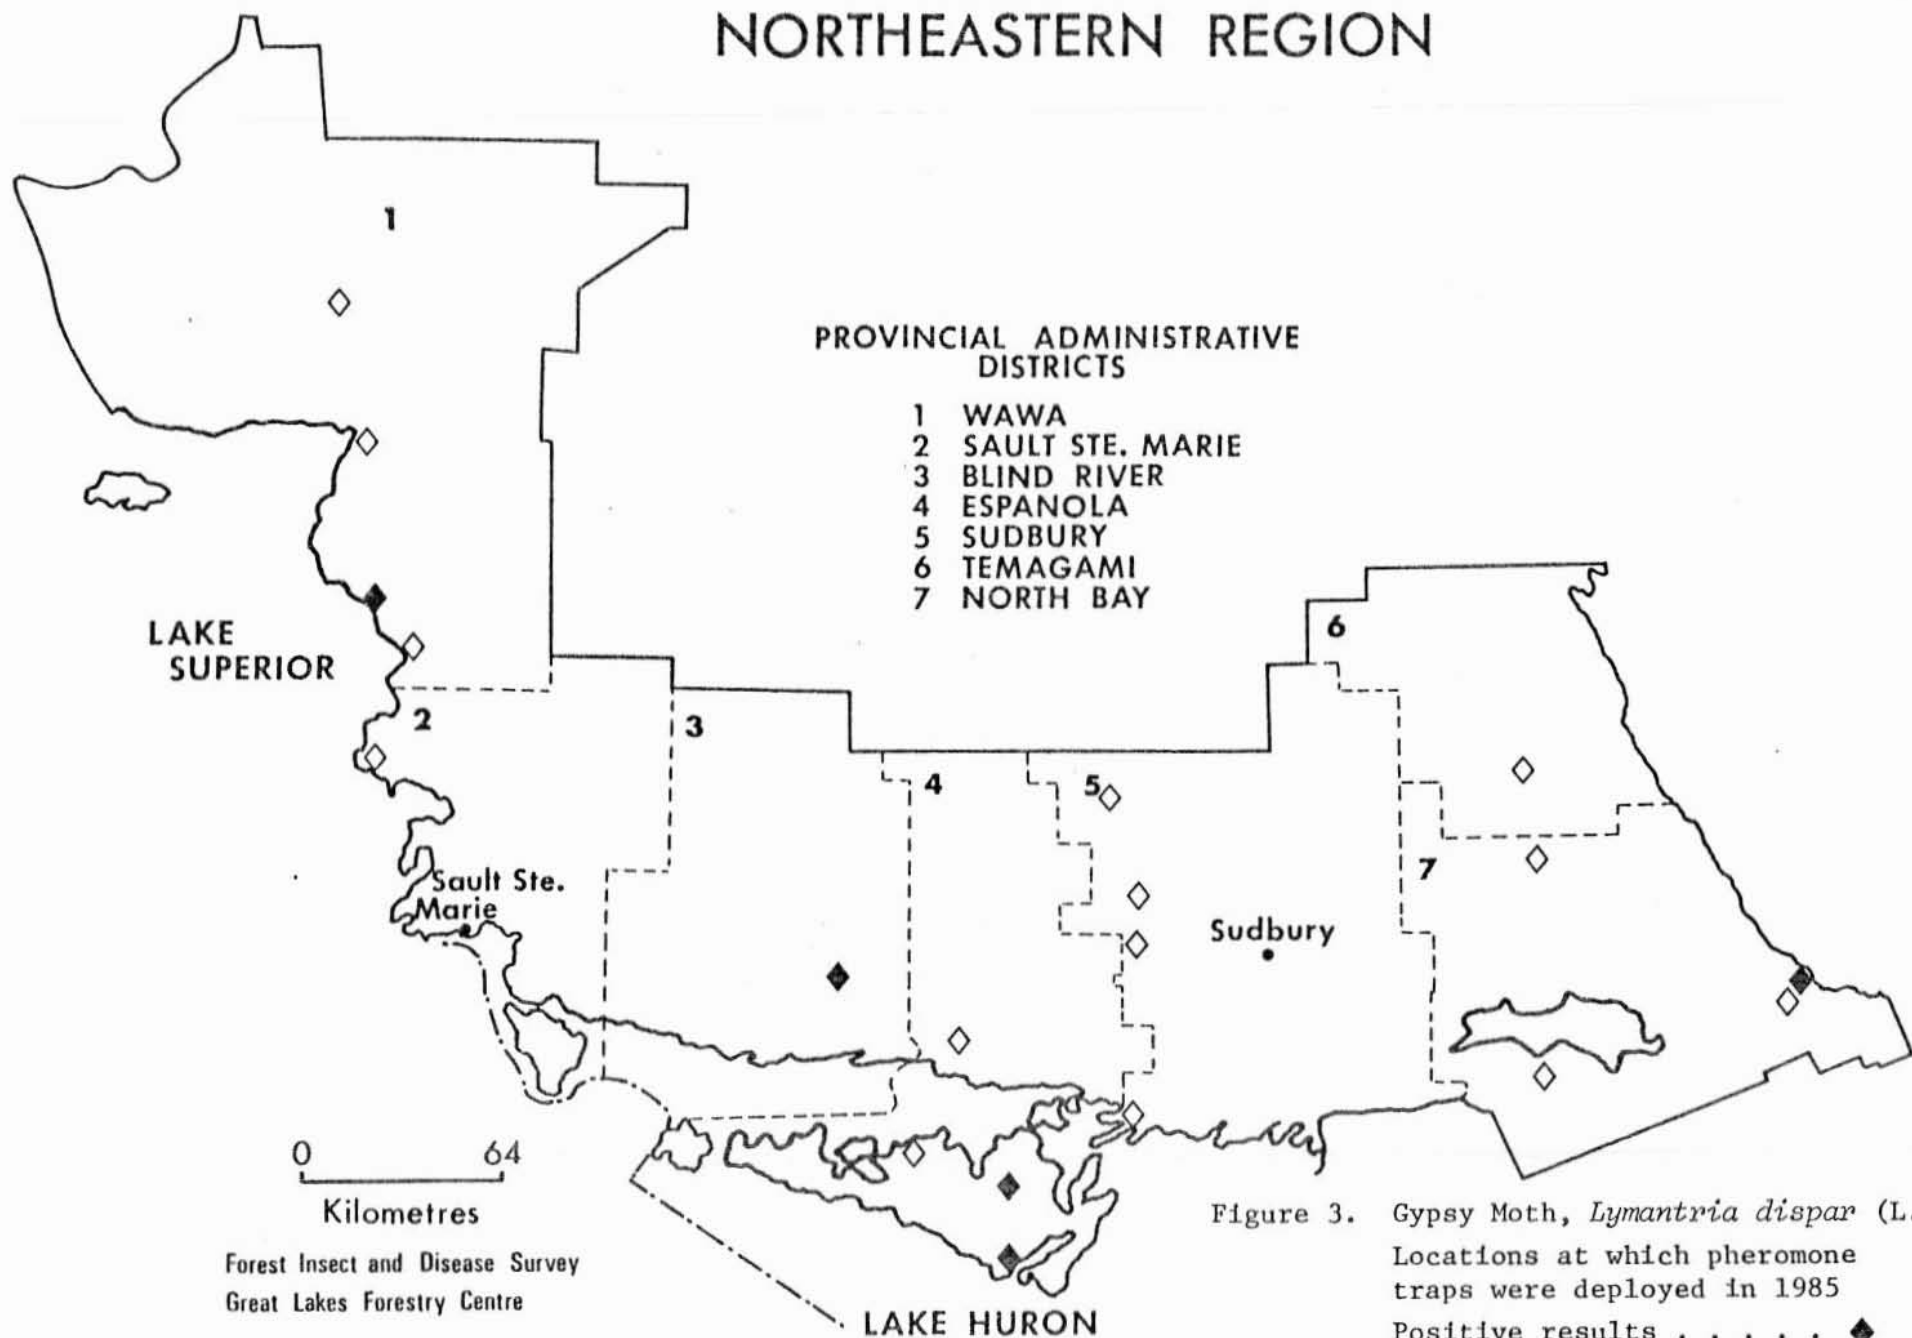 NORTHEASTERN REGION
1
PROVINCIAL ADMINISTRATIVE
DISTRICTS
1 WAWA
2 SAULT STE. MARIE
3 BLIND RIVER
4 ESPANOLA
5 SUDBURY
6 TEMAGAMI
7 NORTH BAY
LAKE
SUPERIOR
6
2
3
4
5
7
Sault Ste.
Marie
Sudbury
0 64
Kilometres
Forest Insect and Disease Survey
Great Lakes Forestry Centre
LAKE HURON
Figure 3. Gypsy Moth, Lymantria dispar (L.
Locations at which pheromone
traps were deployed in 1985
Positive results . . . . . ◆